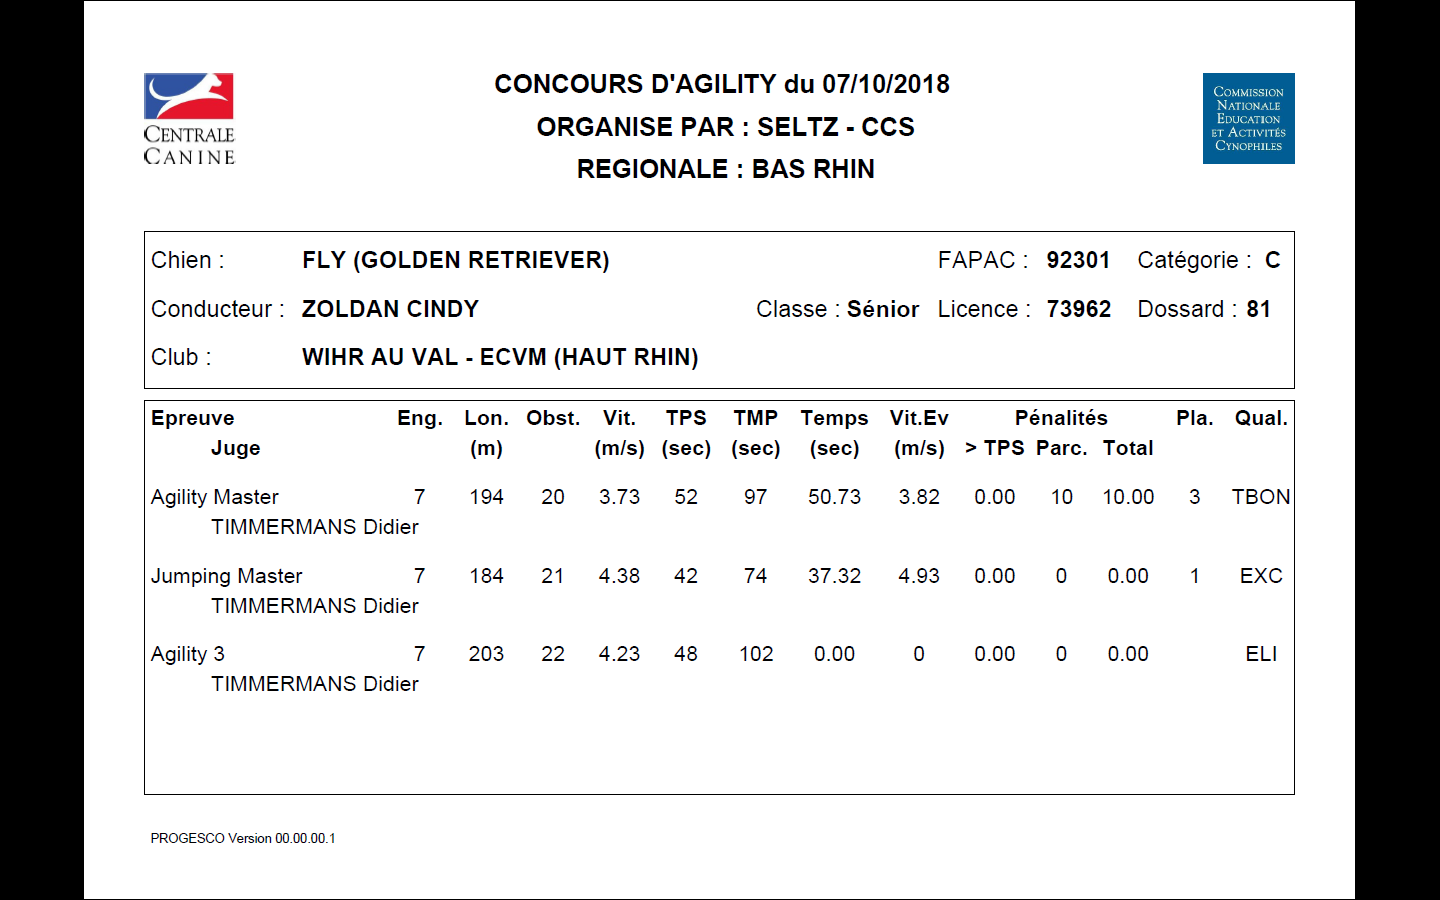 CENTRALE
CANINE
CONCOURS D'AGILITY du 07/10/2018
ORGANISE PAR : SELTZ - CCS
REGIONALE : BAS RHIN
COMMISSION
NATIONALE
EDUCATION
ET ACTIVITÉS
CYNOPHILES
Chien : FLY (GOLDEN RETRIEVER) FAPAC : 92301 Catégorie : C
Conducteur : ZOLDAN CINDY Classe : Sénior Licence : 73962 Dossard : 81
Club : WIHR AU VAL - ECVM (HAUT RHIN)
Epreuve Eng. Lon. Obst. Vit. TPS TMP Temps Vit.Ev Pénalités Pla. Qual.
Juge (m) (m/s) (sec) (sec) (sec) (m/s) > TPS Parc. Total
Agility Master 7 194 20 3.73 52 97 50.73 3.82 0.00 10 10.00 3 TBON
TIMMERMANS Didier
Jumping Master 7 184 21 4.38 42 74 37.32 4.93 0.00 0 0.00 1 EXC
TIMMERMANS Didier
Agility 3 7 203 22 4.23 48 102 0.00 0 0.00 0 0.00 ELI
TIMMERMANS Didier
PROGESCO Version 00.00.00.1